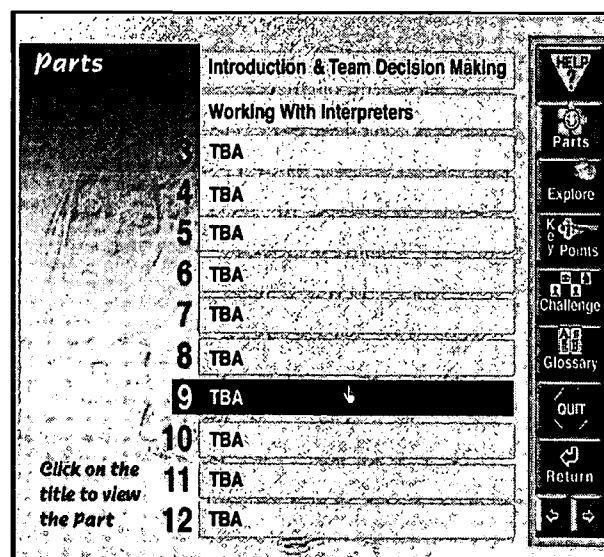 Parts
Introduction & Team Decision Making
Working With Interpreters
3 TBA
4 TBA
5 TBA
6 TBA
7 TBA
8 TBA
9 TBA
10 TBA
11 TBA
12 TBA
Click on the
title to view
the Part
HELP
?
Parts
Explore
Key Points
Challenge
Glossary
QUIT
Return